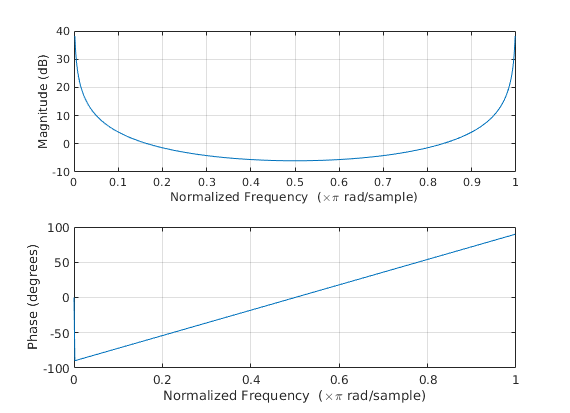 40
30
20
10
0
-10
Magnitude (dB)
0 0.1 0.2 0.3 0.4 0.5 0.6 0.7 0.8 0.9 1
Normalized Frequency (×π rad/sample)
100
50
0
-50
-100
Phase (degrees)
0 0.2 0.4 0.6 0.8 1
Normalized Frequency (×π rad/sample)